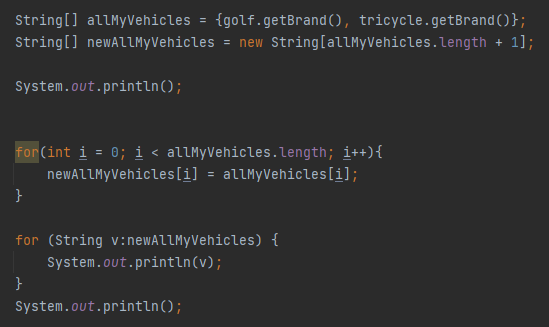 String[] allMyVehicles = {golf.getBrand(), tricycle.getBrand()};
String[] newAllMyVehicles = new String[allMyVehicles.length + 1];
System.out.println();
for(int i = 0; i < allMyVehicles.length; i++){
newAllMyVehicles[i] = allMyVehicles[i];
}
for (String v:newAllMyVehicles) {
System.out.println(v);
}
System.out.println();